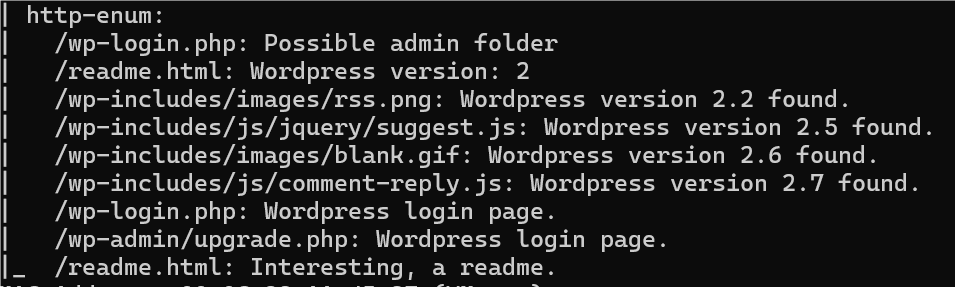 | http-enum:
|   /wp-login.php: Possible admin folder
|   /readme.html: Wordpress version: 2
|   /wp-includes/images/rss.png: Wordpress version 2.2 found.
|   /wp-includes/js/jquery/suggest.js: Wordpress version 2.5 found.
|   /wp-includes/images/blank.gif: Wordpress version 2.6 found.
|   /wp-includes/js/comment-reply.js: Wordpress version 2.7 found.
|   /wp-login.php: Wordpress login page.
|   /wp-admin/upgrade.php: Wordpress login page.
|_  /readme.html: Interesting, a readme.